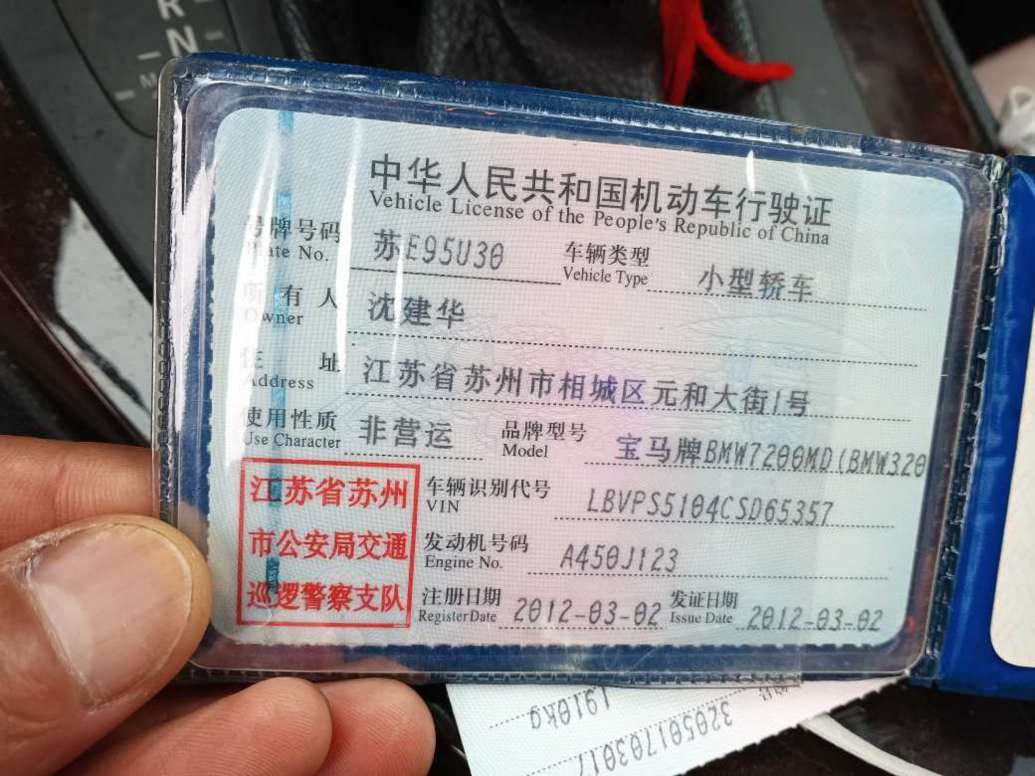 R
N
M
中华人民共和国机动车行驶证
Vehicle License of the People's Republic of China
号牌号码 苏E95U30 车辆类型 小型轿车
Plate No. Vehicle Type
所有人 沈建华
Owner
住址 江苏省苏州市相城区元和大街1号
Address
使用性质 非营运 品牌型号 宝马牌BMW7200MD(BMW320
Use Character Model
江苏省苏州
市公安局交通
巡逻警察支队
车辆识别代号 LBVPS5104CSD65357
VIN
发动机号码 A450J123
Engine No.
注册日期 2012-03-02 发证日期 2012-03-02
Register Date Issue Date
1910kg
320501703017